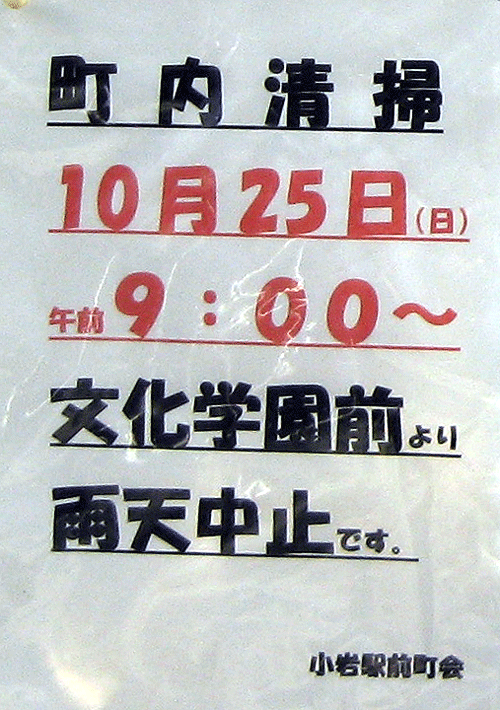 町内清掃
10月25日(日)
午前9:00～
文化学園前より
雨天中止です。
小岩駅前町会